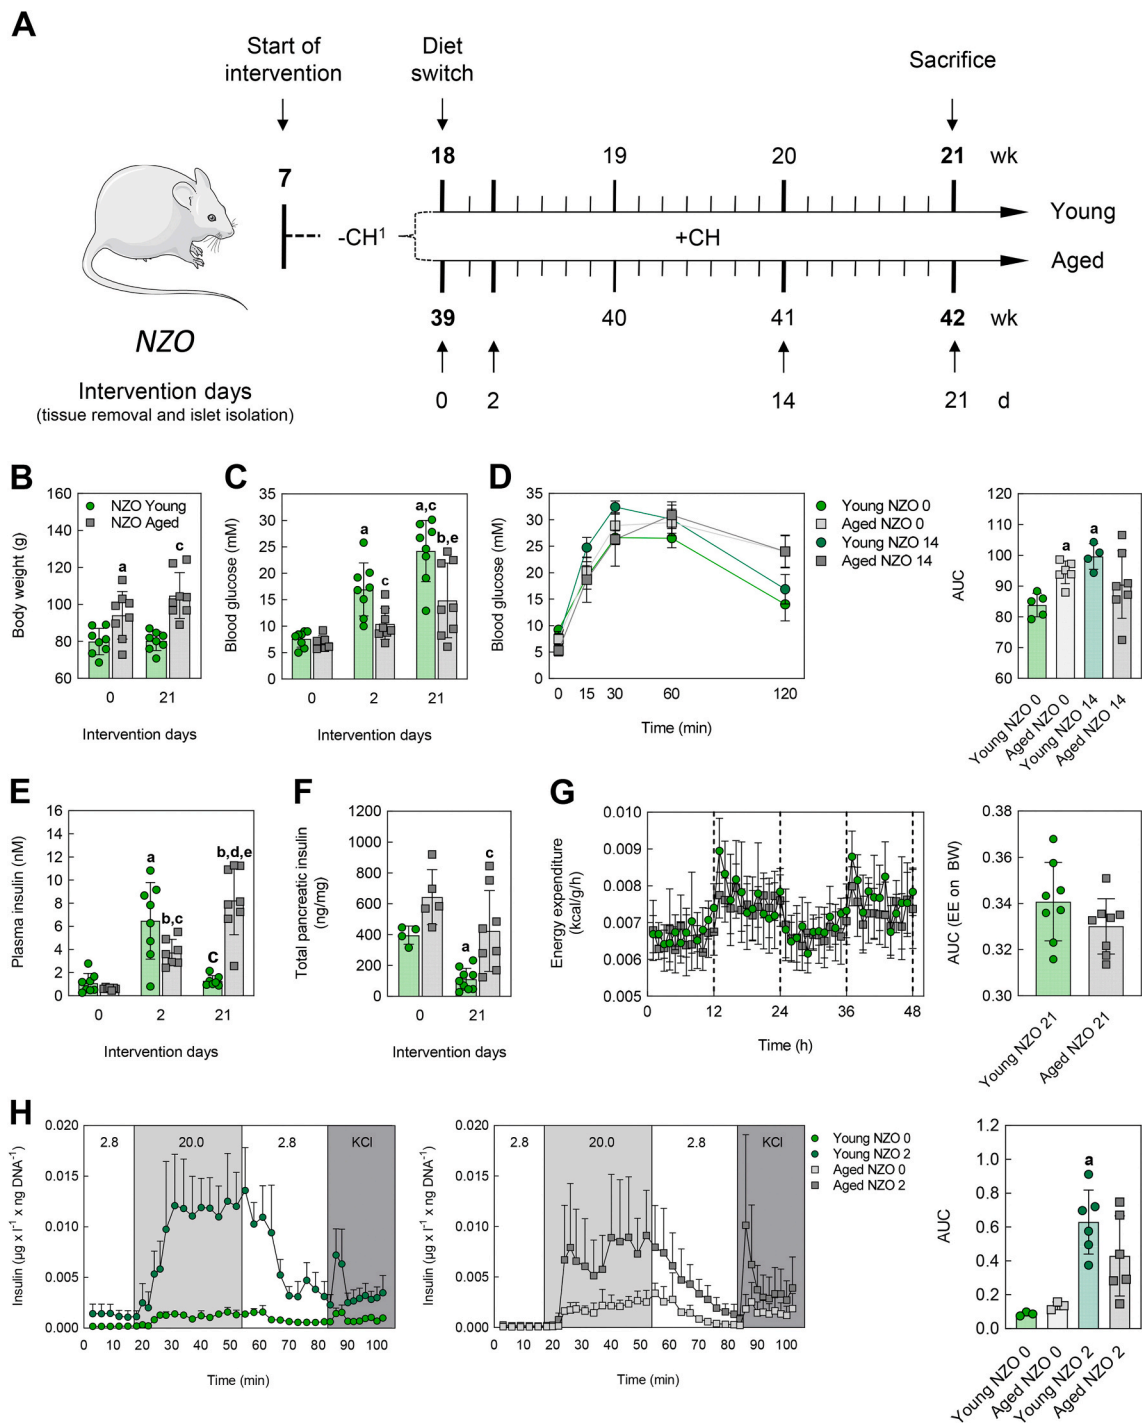 A
Start of
intervention
Diet
switch
Sacrifice
18 19 20 21 wk
7
Young
-CH¹
+CH
Aged
39 40 41 42 wk
NZO
Intervention days
(tissue removal and islet isolation)
0 2 14 21 d
B
160
140
120
100
80
60
Body weight (g)
NZO Young
NZO Aged
a
c
0 21
Intervention days
C
35
30
25
20
15
10
5
0
Blood glucose (mM)
a
c
a,c
b,e
0 2 21
Intervention days
D
35
30
25
20
15
10
5
0
Blood glucose (mM)
0 15 30 60 120
Time (min)
Young NZO 0
Aged NZO 0
Young NZO 14
Aged NZO 14
120
110
100
90
80
70
60
AUC
a
a
Young NZO 0
Aged NZO 0
Young NZO 14
Aged NZO 14
E
16
14
12
10
8
6
4
2
0
Plasma insulin (nM)
a
b,c
c
b,d,e
0 2 21
Intervention days
F
1200
1000
800
600
400
200
0
Total pancreatic insulin
(ng/mg)
a
c
0 21
Intervention days
G
0.010
0.009
0.008
0.007
0.006
0.005
Energy expenditure
(kcal/g/h)
0 12 24 36 48
Time (h)
0.38
0.36
0.34
0.32
0.30
AUC (EE on BW)
Young NZO 21
Aged NZO 21
H
0.020
0.015
0.010
0.005
0.000
Insulin (µg x l⁻¹ x ng DNA⁻¹)
2.8 20.0 2.8 KCl
0 10 20 30 40 50 60 70 80 90 100
Time (min)
0.020
0.015
0.010
0.005
0.000
Insulin (µg x l⁻¹ x ng DNA⁻¹)
2.8 20.0 2.8 KCl
0 10 20 30 40 50 60 70 80 90 100
Time (min)
Young NZO 0
Young NZO 2
Aged NZO 0
Aged NZO 2
1.2
1.0
0.8
0.6
0.4
0.2
0.0
AUC
a
Young NZO 0
Aged NZO 0
Young NZO 2
Aged NZO 2